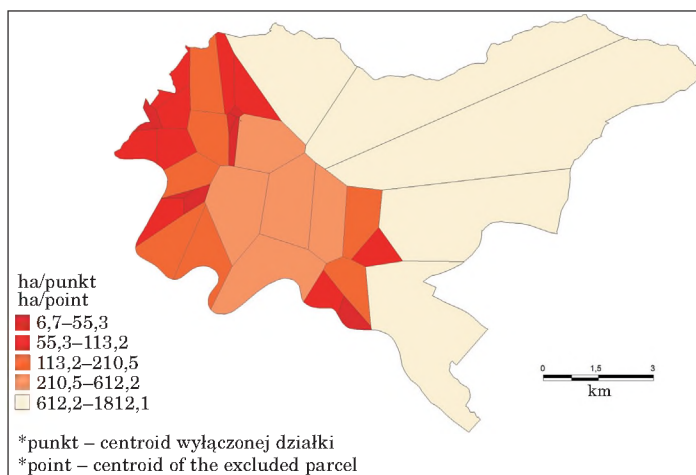 ha/punkt
ha/point
6,7–55,3
55,3–113,2
113,2–210,5
210,5–612,2
612,2–1812,1
0 1,5 3
km
*punkt – centroid wyłączonej działki
*point – centroid of the excluded parcel